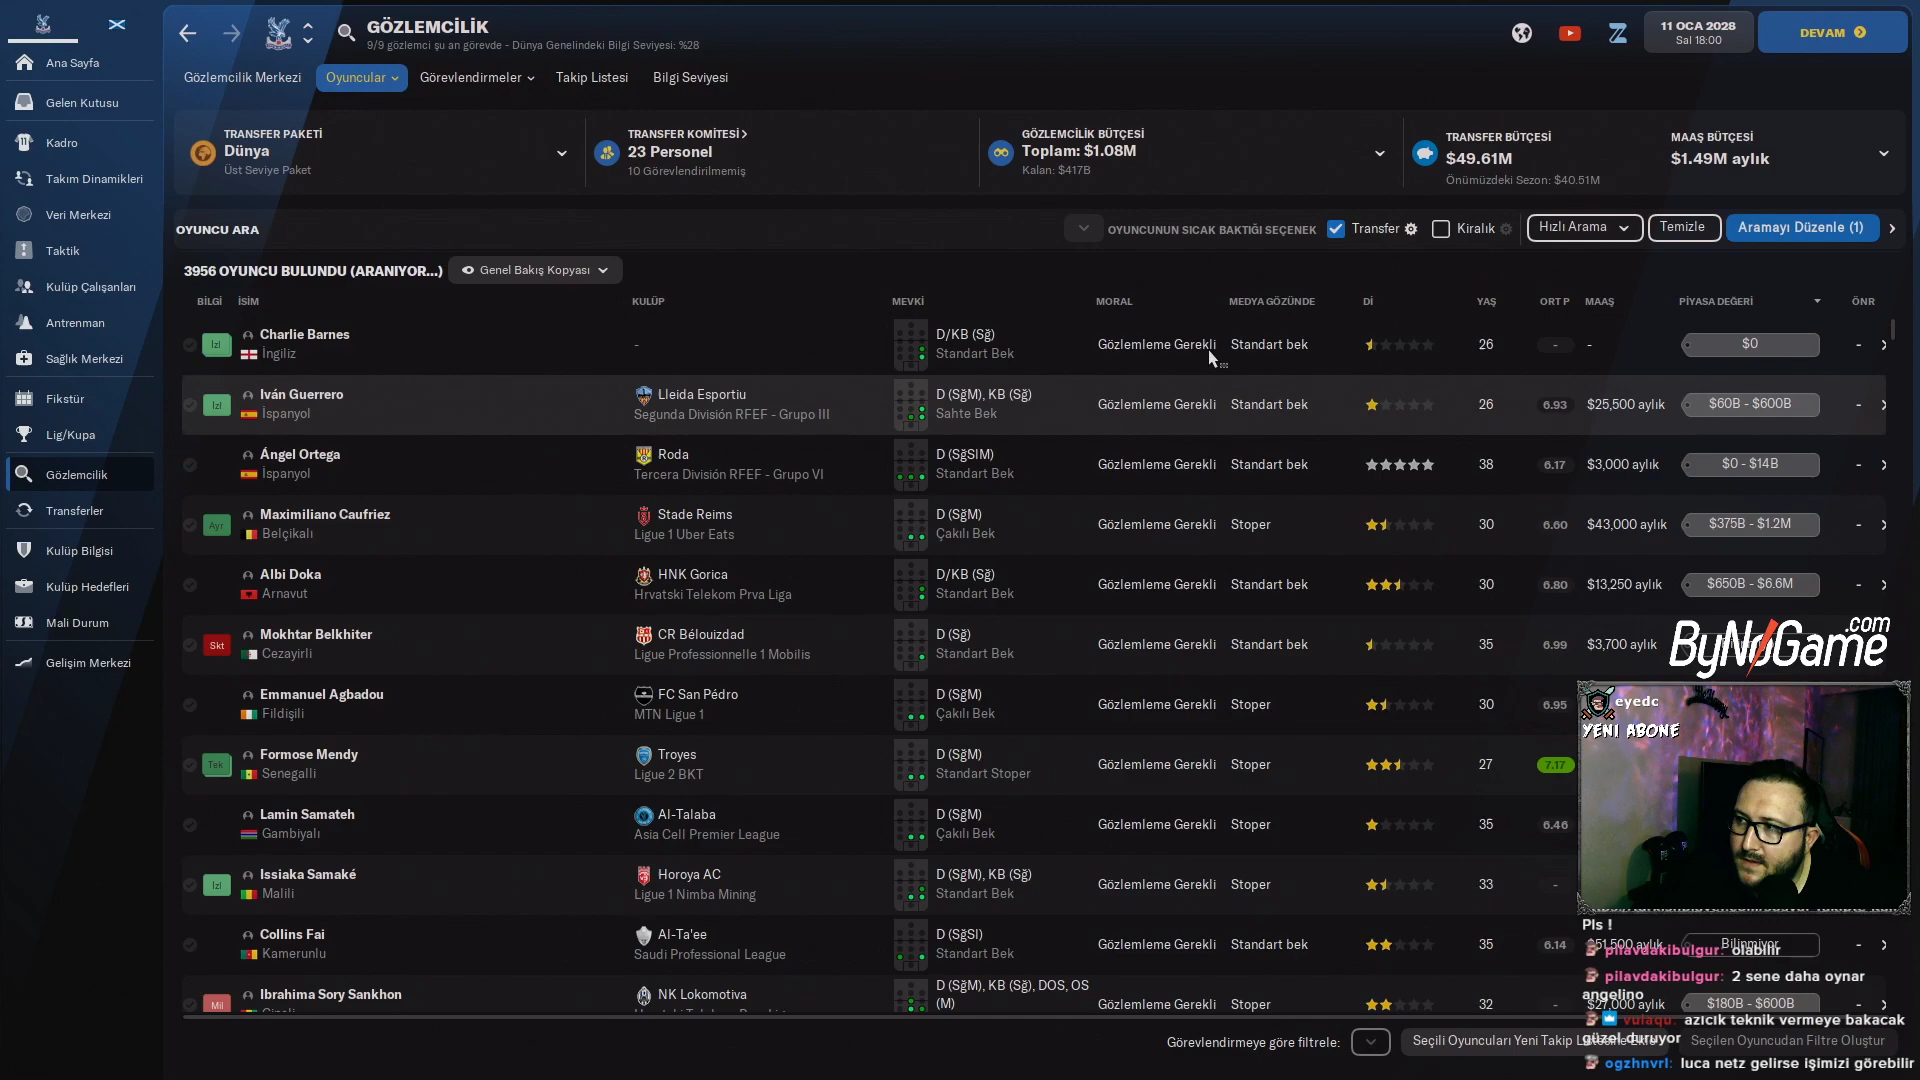 GÖZLEMCİLİK
9/9 gözlemci şu an görevde - Dünya Genelindeki Bilgi Seviyesi: %28
11 OCA 2028
Sal 18:00
DEVAM
Ana Sayfa
Gelen Kutusu
Kadro
Takım Dinamikleri
Veri Merkezi
Taktik
Kulüp Çalışanları
Antrenman
Sağlık Merkezi
Fikstür
Lig/Kupa
Gözlemcilik
Transferler
Kulüp Bilgisi
Kulüp Hedefleri
Mali Durum
Gelişim Merkezi
Gözlemcilik Merkezi
Oyuncular
Görevlendirmeler
Takip Listesi
Bilgi Seviyesi
TRANSFER PAKETİ
Dünya
Üst Seviye Paket
TRANSFER KOMİTESİ
23 Personel
10 Görevlendirilmemiş
GÖZLEMCİLİK BÜTÇESİ
Toplam: $1.08M
Kalan: $417B
TRANSFER BÜTÇESİ
$49.61M
Önümüzdeki Sezon: $40.51M
MAAŞ BÜTÇESİ
$1.49M aylık
OYUNCU ARA
OYUNCUNUN SICAK BAKTIĞI SEÇENEK
Transfer
Kiralık
Hızlı Arama
Temizle
Aramayı Düzenle (1)
3956 OYUNCU BULUNDU (ARANIYOR...)
Genel Bakış Kopyası
BİLGİ İSİM KULÜP MEVKİ MORAL MEDYA GÖZÜNDE Dİ YAŞ ORT P MAAŞ PİYASA DEĞERİ ÖNR
İzl Charlie Barnes - D/KB (Sğ) Gözlemleme Gerekli Standart bek 26 - - $0 -
İngiliz Standart Bek
İzl Iván Guerrero Lleida Esportiu D (SğM), KB (Sğ) Gözlemleme Gerekli Standart bek 26 6.93 $25,500 aylık $60B - $600B -
İspanyol Segunda División RFEF - Grupo III Sahte Bek
Ángel Ortega Roda D (SğSlM) Gözlemleme Gerekli Standart bek 38 6.17 $3,000 aylık $0 - $14B -
İspanyol Tercera División RFEF - Grupo VI Standart Bek
Ayr Maximiliano Caufriez Stade Reims D (SğM) Gözlemleme Gerekli Stoper 30 6.60 $43,000 aylık $375B - $1.2M -
Belçikalı Ligue 1 Uber Eats Çakılı Bek
Albi Doka HNK Gorica D/KB (Sğ) Gözlemleme Gerekli Standart bek 30 6.80 $13,250 aylık $650B - $6.6M -
Arnavut Hrvatski Telekom Prva Liga Standart Bek
Skt Mokhtar Belkhiter CR Bélouizdad D (Sğ) Gözlemleme Gerekli Standart bek 35 6.99 $3,700 aylık
Cezayirli Ligue Professionnelle 1 Mobilis Standart Bek
Emmanuel Agbadou FC San Pédro D (SğM) Gözlemleme Gerekli Stoper 30 6.95
Fildişili MTN Ligue 1 Çakılı Bek
Tek Formose Mendy Troyes D (SğM) Gözlemleme Gerekli Stoper 27 7.17
Senegalli Ligue 2 BKT Standart Stoper
Lamin Samateh Al-Talaba D (SğM) Gözlemleme Gerekli Stoper 35 6.46
Gambiyalı Asia Cell Premier League Çakılı Bek
İzl Issiaka Samaké Horoya AC D (SğM), KB (Sğ) Gözlemleme Gerekli Stoper 33 -
Malili Ligue 1 Nimba Mining Standart Bek
Collins Fai Al-Ta'ee D (SğSl) Gözlemleme Gerekli Standart bek 35 6.14 $51,500 aylık Bilinmiyor -
Kamerunlu Saudi Professional League Standart Bek
Mil Ibrahima Sory Sankhon NK Lokomotiva D (SğM), KB (Sğ), DOS, OS (M) Gözlemleme Gerekli Stoper 32 - $27,000 aylık $180B - $600B -
Görevlendirmeye göre filtrele:
Seçili Oyuncuları Yeni Takip Listesine Ekle
Seçilen Oyuncudan Filtre Oluştur
ByNoGame.com
eyedc
YENİ ABONE
Pls !
pilavdakibulgur: olabilir
pilavdakibulgur: 2 sene daha oynar
angelino
vulaqu: azıcık teknik vermeye bakacak
güzel duruyor
ogzhnvrl: luca netz gelirse işimizi görebilir